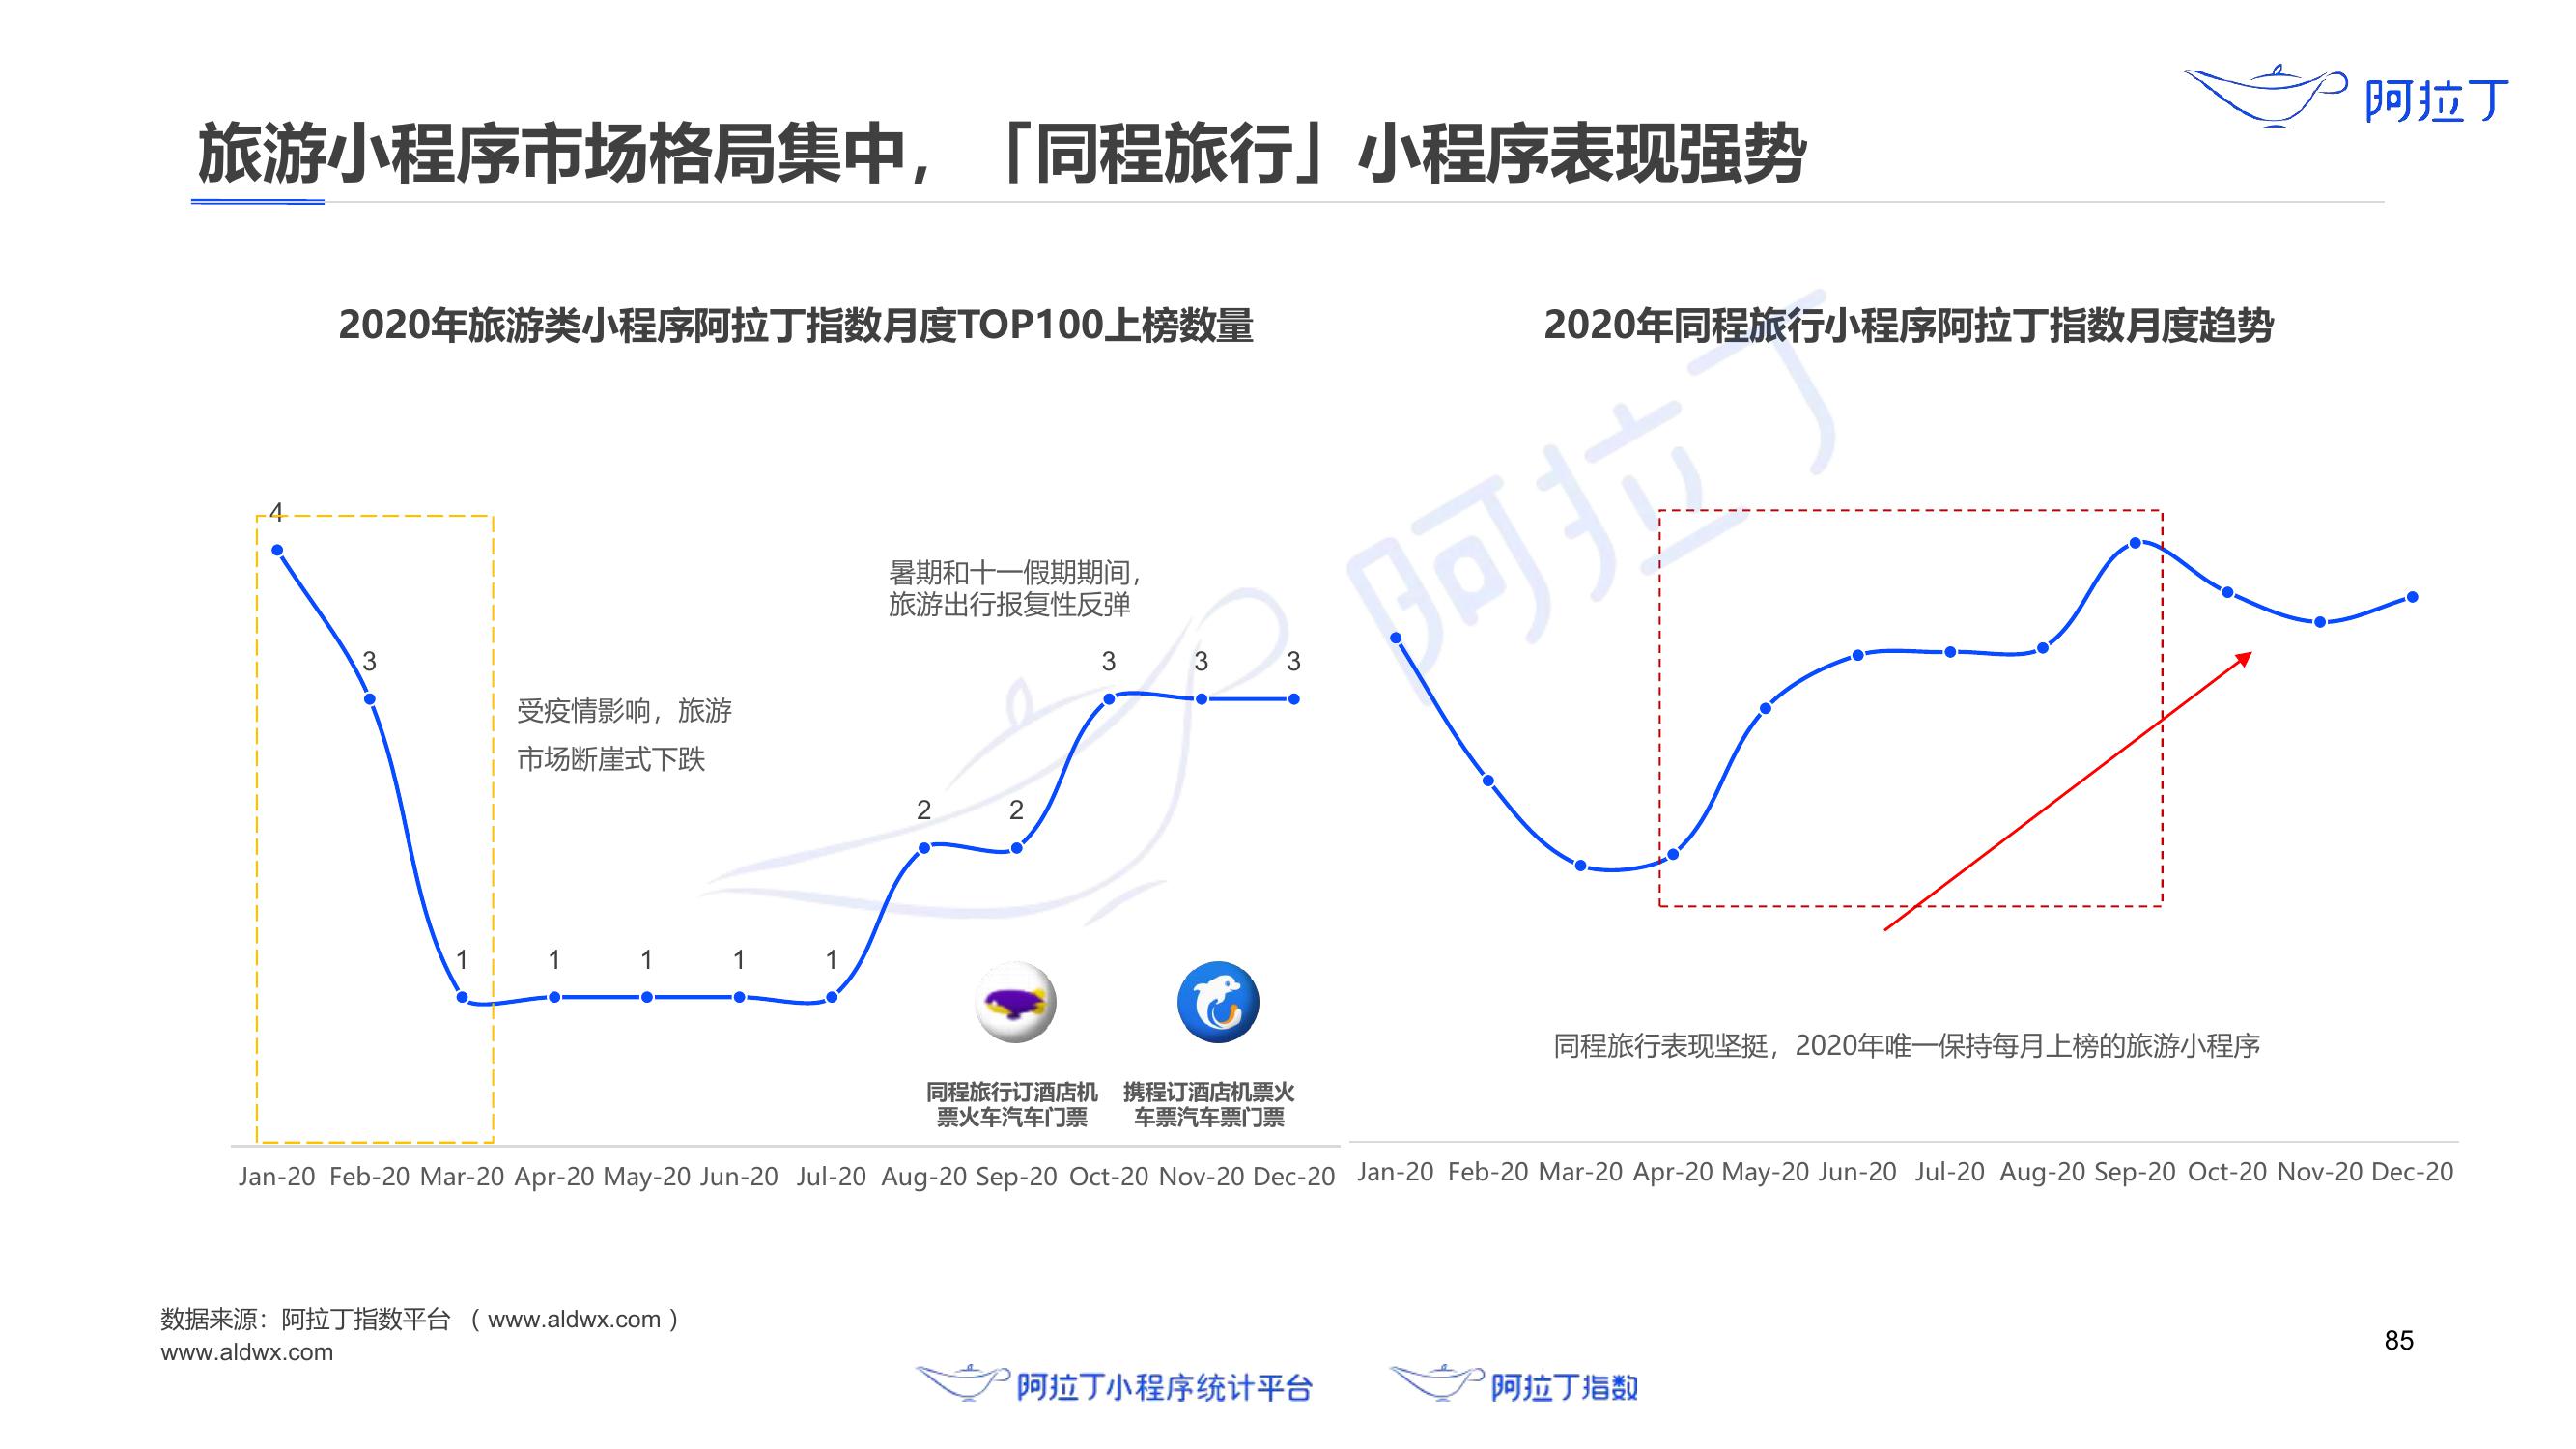 阿拉丁
旅游小程序市场格局集中，「同程旅行」小程序表现强势
2020年旅游类小程序阿拉丁指数月度TOP100上榜数量
4
3
1
1
1
1
1
2
2
3
3
3
受疫情影响，旅游
市场断崖式下跌
暑期和十一假期期间，
旅游出行报复性反弹
同程旅行订酒店机
票火车汽车门票
携程订酒店机票火
车票汽车票门票
Jan-20 Feb-20 Mar-20 Apr-20 May-20 Jun-20 Jul-20 Aug-20 Sep-20 Oct-20 Nov-20 Dec-20
2020年同程旅行小程序阿拉丁指数月度趋势
阿拉丁
同程旅行表现坚挺，2020年唯一保持每月上榜的旅游小程序
Jan-20 Feb-20 Mar-20 Apr-20 May-20 Jun-20 Jul-20 Aug-20 Sep-20 Oct-20 Nov-20 Dec-20
数据来源：阿拉丁指数平台 （www.aldwx.com）
www.aldwx.com
85
阿拉丁小程序统计平台
阿拉丁指数